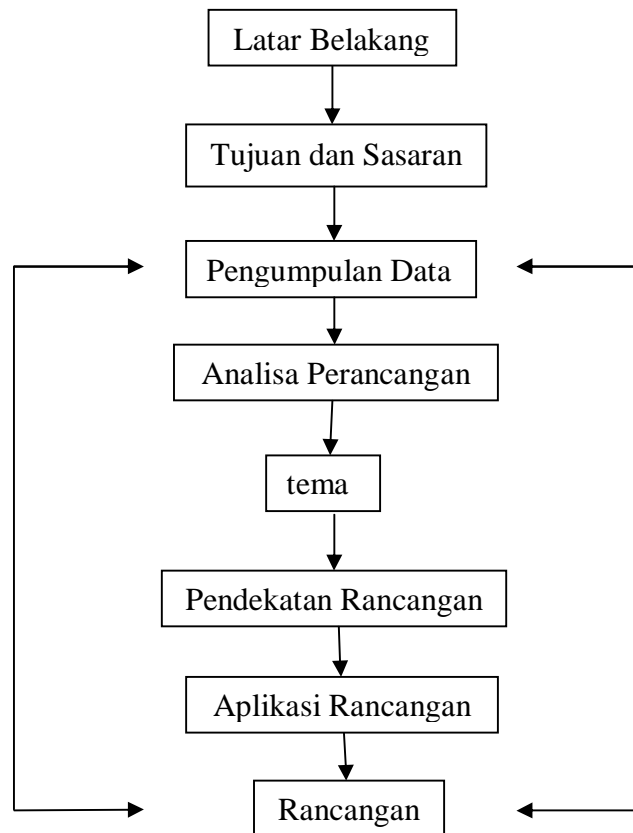 Latar Belakang
Tujuan dan Sasaran
Pengumpulan Data
Analisa Perancangan
tema
Pendekatan Rancangan
Aplikasi Rancangan
Rancangan